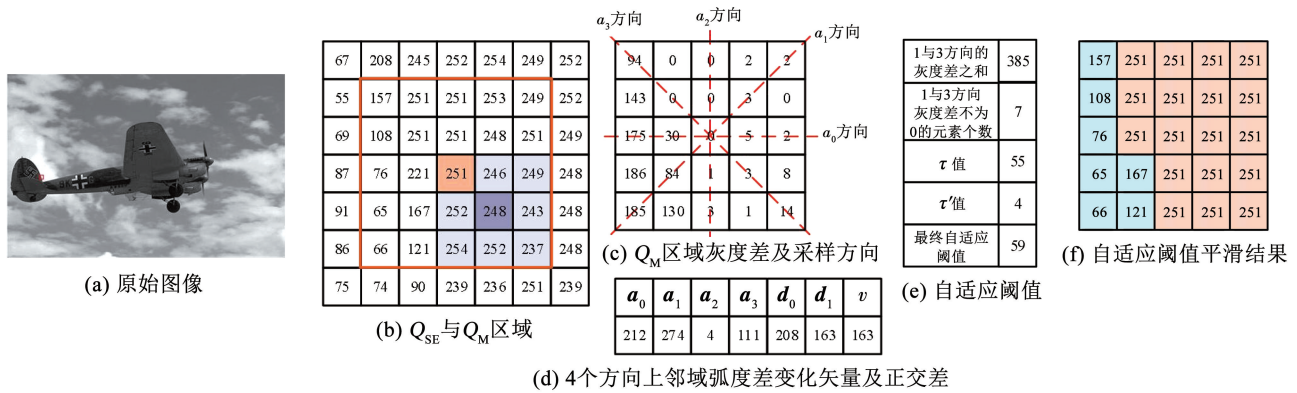 (a) 原始图像
67 208 245 252 254 249 252
55 157 251 251 253 249 252
69 108 251 251 248 251 249
87 76 221 251 246 249 248
91 65 167 252 248 243 248
86 66 121 254 252 237 248
75 74 90 239 236 251 239
(b) Q_SE与Q_M区域
a₃方向
a₂方向
a₁方向
a₀方向
94 0 0 2 2
143 0 0 3 0
175 30 0 5 2
186 84 1 3 8
185 130 3 1 14
(c) Q_M区域灰度差及采样方向
a₀ a₁ a₂ a₃ d₀ d₁ v
212 274 4 111 208 163 163
(d) 4个方向上邻域弧度差变化矢量及正交差
1与3方向的
灰度差之和
385
1与3方向
灰度差不为
0的元素个数
7
τ 值
55
τ′值
4
最终自适应
阈值
59
(e) 自适应阈值
157 251 251 251 251
108 251 251 251 251
76 251 251 251 251
65 167 251 251 251
66 121 251 251 251
(f) 自适应阈值平滑结果